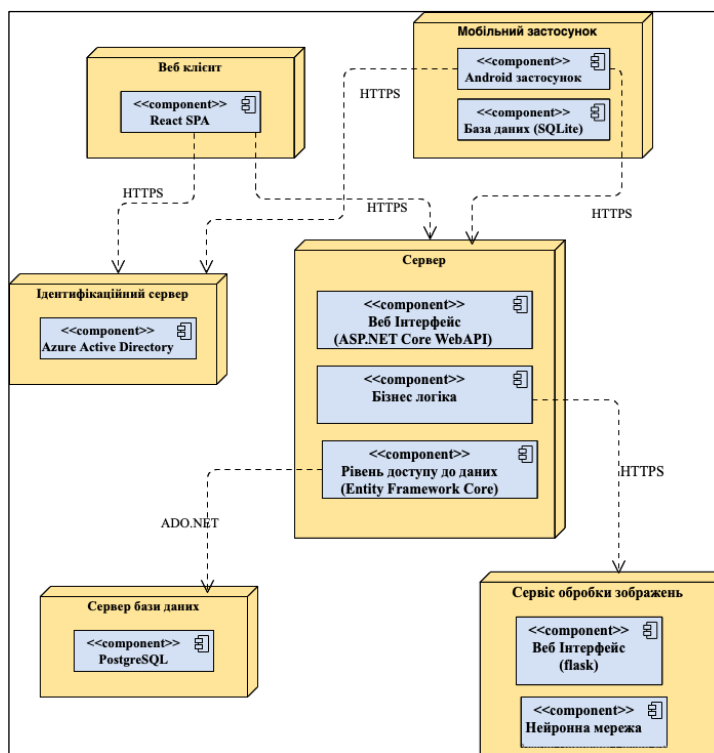 Мобільний застосунок
<<component>>
Android застосунок
<<component>>
База даних (SQLite)
Веб клієнт
<<component>>
React SPA
HTTPS
HTTPS
HTTPS
HTTPS
Ідентифікаційний сервер
<<component>>
Azure Active Directory
Сервер
<<component>>
Веб Інтерфейс
(ASP.NET Core WebAPI)
<<component>>
Бізнес логіка
<<component>>
Рівень доступу до даних
(Entity Framework Core)
HTTPS
ADO.NET
Сервер бази даних
<<component>>
PostgreSQL
Сервіс обробки зображень
<<component>>
Веб Інтерфейс
(flask)
<<component>>
Нейронна мережа